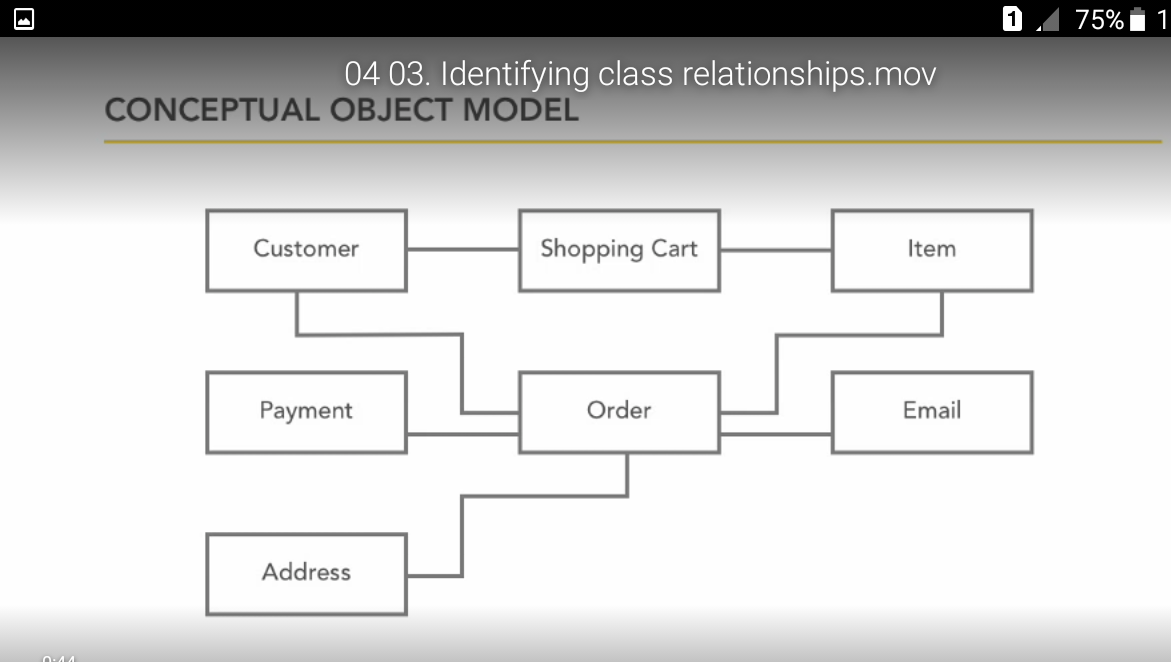 1 75% 1
04 03. Identifying class relationships.mov
CONCEPTUAL OBJECT MODEL
Customer
Shopping Cart
Item
Payment
Order
Email
Address